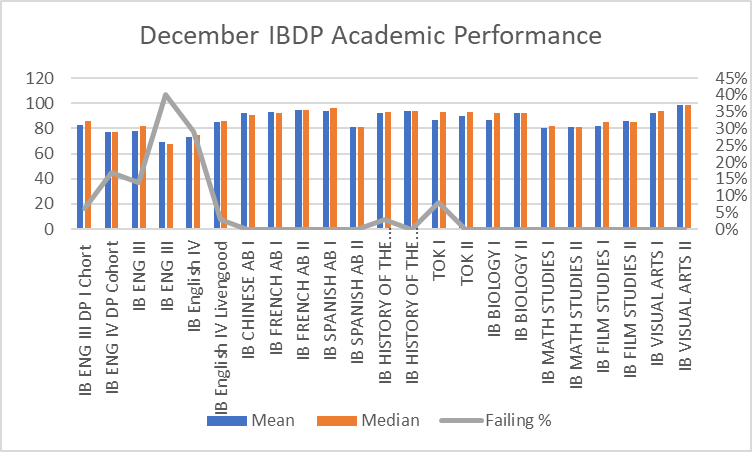 December IBDP Academic Performance
120
100
80
60
40
20
0
45%
40%
35%
30%
25%
20%
15%
10%
5%
0%
IB ENG III DP I Chort
IB ENG IV DP Cohort
IB ENG III
IB ENG III
IB English IV
IB English IV Livengood
IB CHINESE AB I
IB FRENCH AB I
IB FRENCH AB II
IB SPANISH AB I
IB SPANISH AB II
IB HISTORY OF THE...
IB HISTORY OF THE...
TOK I
TOK II
IB BIOLOGY I
IB BIOLOGY II
IB MATH STUDIES I
IB MATH STUDIES II
IB FILM STUDIES I
IB FILM STUDIES II
IB VISUAL ARTS I
IB VISUAL ARTS II
Mean Median Failing %